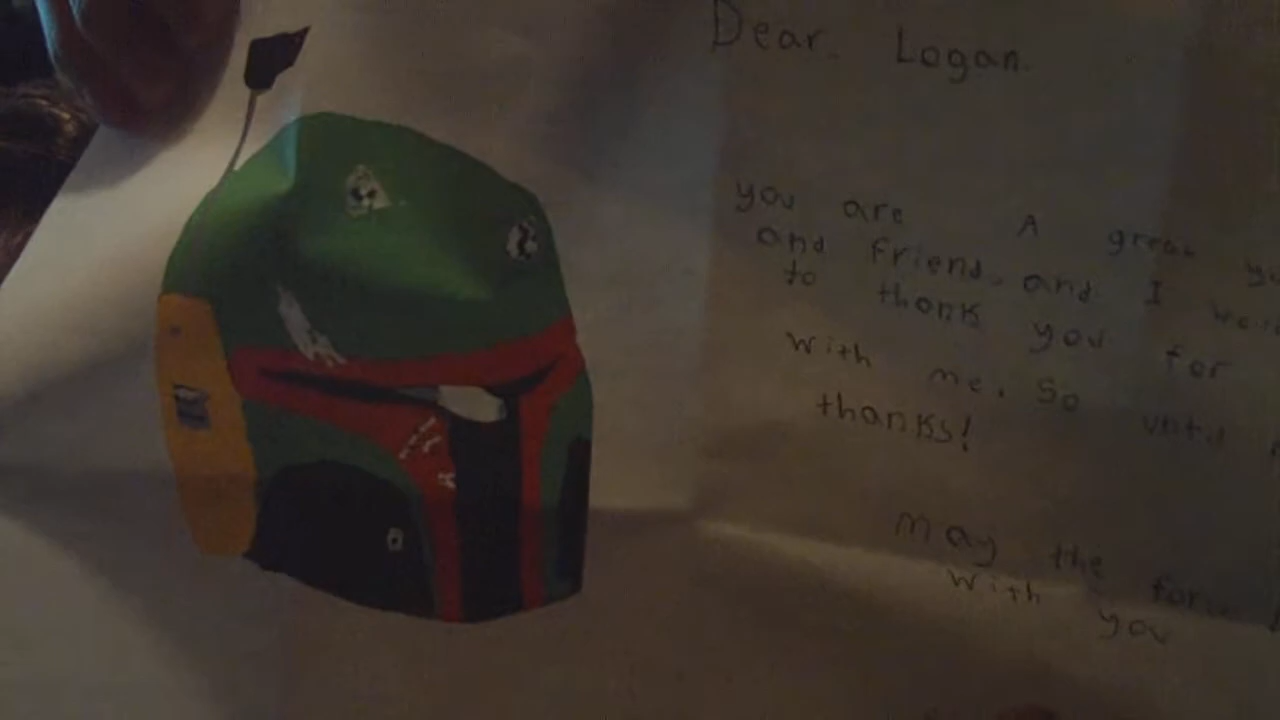 Dear. Logan.
you are A great
and friend, and I
to thank you for
with me. So until
thanks!
May the
with you